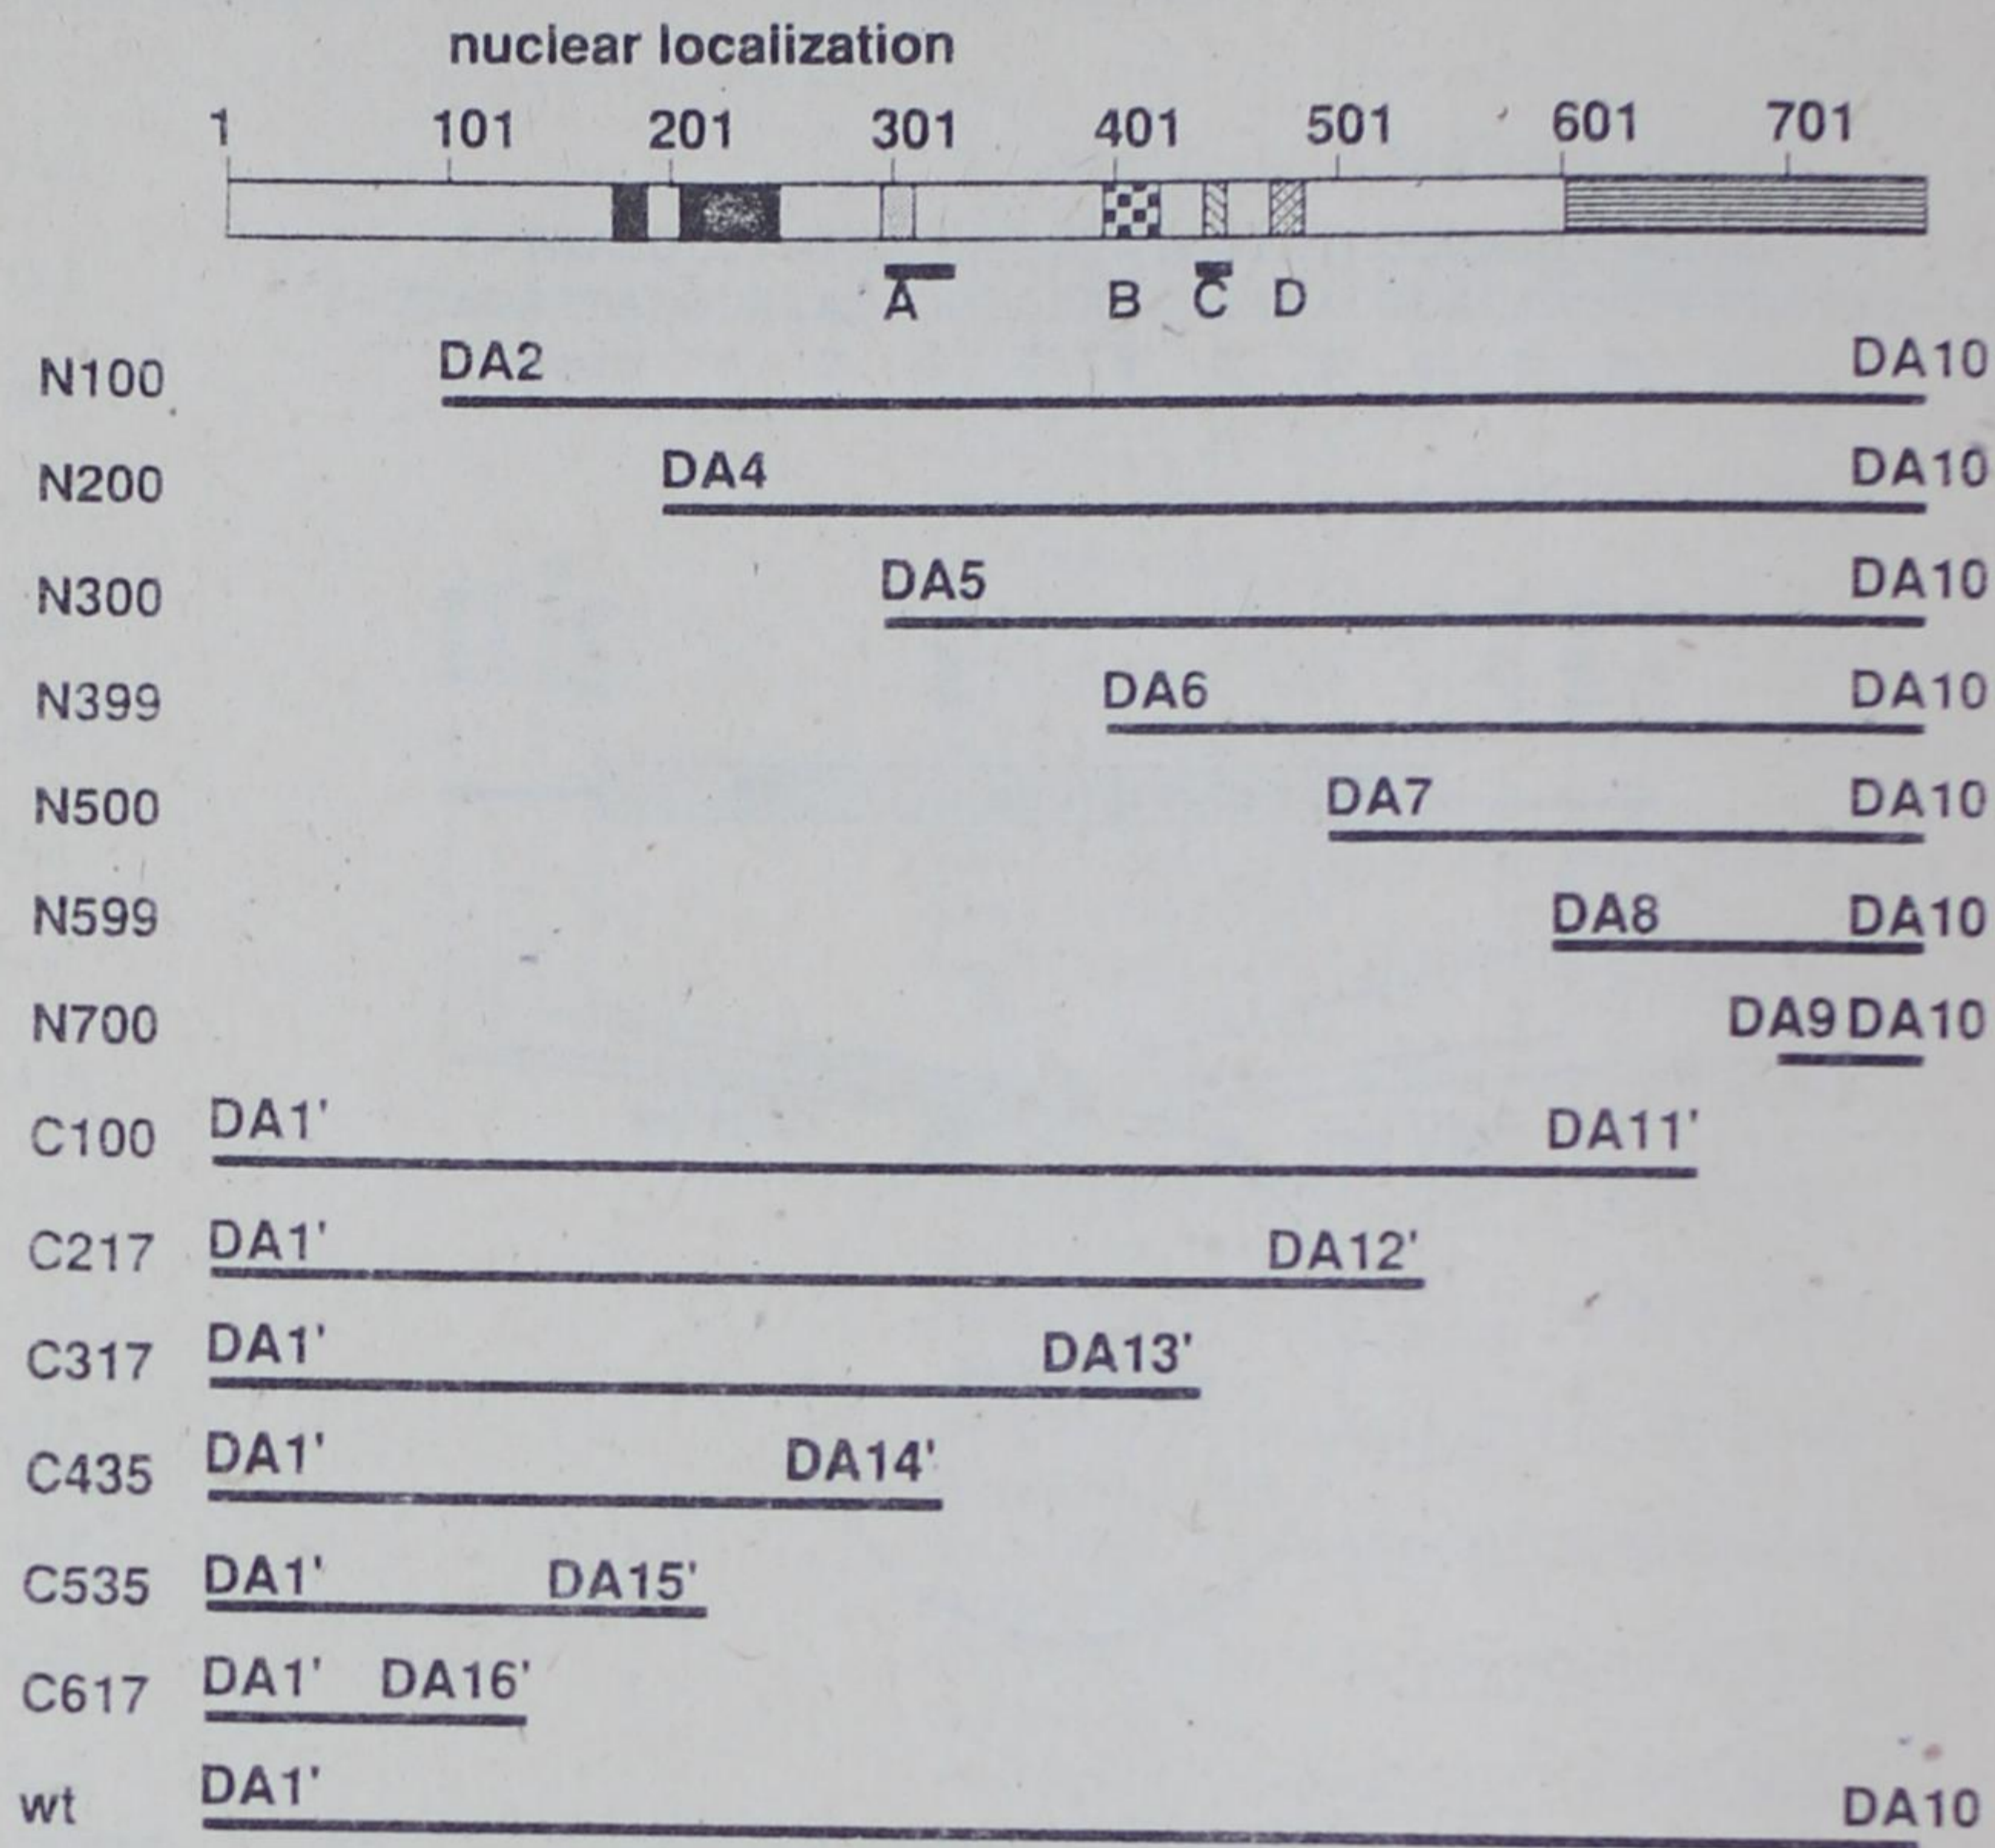 nuclear localization
1 101 201 301 401 501 601 701
A B C D
N100 DA2 DA10
N200 DA4 DA10
N300 DA5 DA10
N399 DA6 DA10
N500 DA7 DA10
N599 DA8 DA10
N700 DA9 DA10
C100 DA1' DA11'
C217 DA1' DA12'
C317 DA1' DA13'
C435 DA1' DA14'
C535 DA1' DA15'
C617 DA1' DA16'
wt DA1' DA10